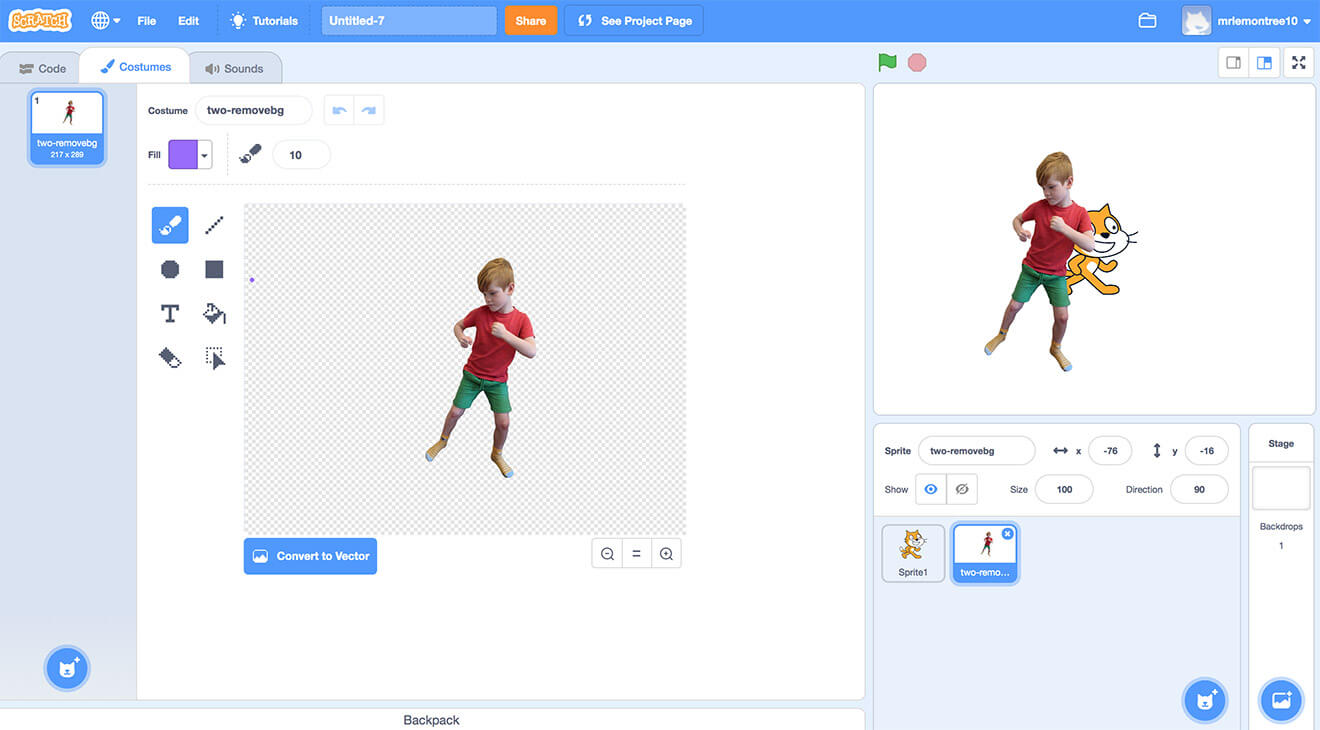 SCRATCH
File
Edit
Tutorials
Untitled-7
Share
See Project Page
mrlemontree10
Code
Costumes
Sounds
1
two-removebg
217 x 289
Costume
two-removebg
Fill
10
T
Convert to Vector
Backpack
Sprite
two-removebg
x
-76
y
-16
Show
Size
100
Direction
90
Sprite1
two-remo...
Stage
Backdrops
1